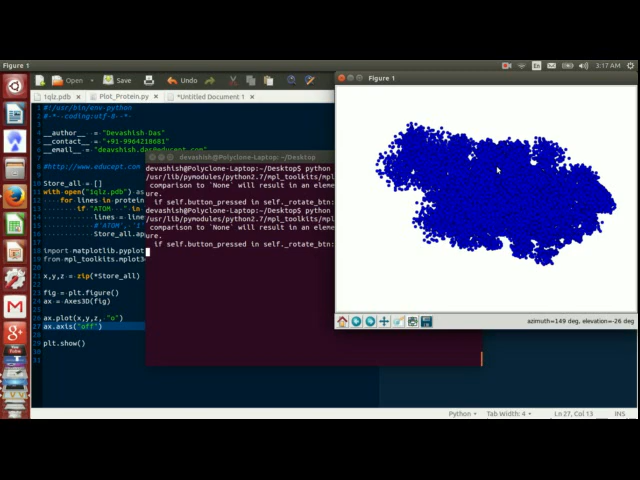 Figure 1
En
3:17 AM
Open
Save
Undo
1qlz.pdb ×
Plot_Protein.py ×
*Untitled Document 1 ×
#!/usr/bin/env-python
#-*--coding:utf-8--*-
__author__ = "Devashish-Das"
__contact__ = "+91-9964218681"
__email__ = "devashish.das@educept.com"
#http://www.educept.com
Store_all = []
with open("1qlz.pdb") as
for lines in protein
if "ATOM   " in
lines = line
Store_all.app
import matplotlib.pyplot
from mpl_toolkits.mplot3
x,y,z = zip(*Store_all)
fig = plt.figure()
ax = Axes3D(fig)
ax.plot(x,y,z, "o")
ax.axis("off")
plt.show()
devashish@Polyclone-Laptop: ~/Desktop
devashish@Polyclone-Laptop:~/Desktop$ python
/usr/lib/pymodules/python2.7/mpl_toolkits/mpl
comparison to `None` will result in an eleme
ure.
if self.button_pressed in self._rotate_btn:
devashish@Polyclone-Laptop:~/Desktop$ python
/usr/lib/pymodules/python2.7/mpl_toolkits/mpl
comparison to `None` will result in an eleme
ure.
if self.button_pressed in self._rotate_btn:
Figure 1
azimuth=149 deg, elevation=-26 deg
Python
Tab Width: 4
Ln 27, Col 13
INS